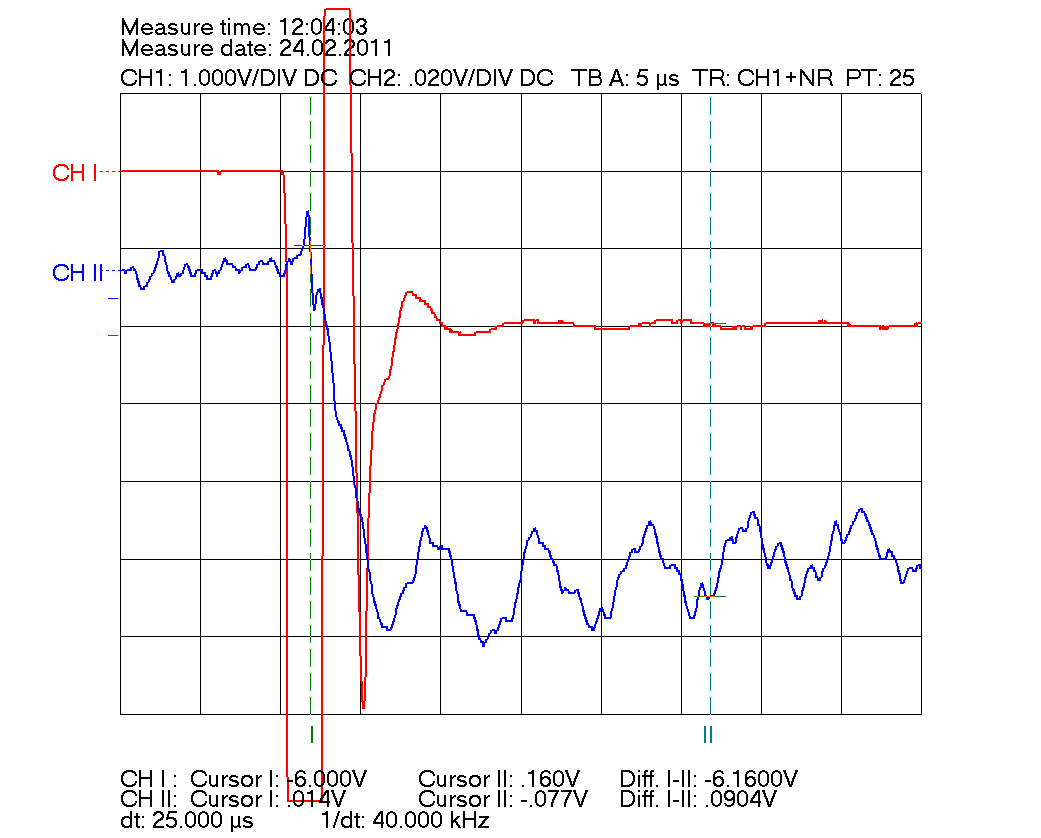 Measure time: 12:04:03
Measure date: 24.02.2011
CH1: 1.000V/DIV DC CH2: .020V/DIV DC TB A: 5 µs TR: CH1+NR PT: 25
CH I
CH II
I
II
CH I : Cursor I: -6.000V Cursor II: .160V Diff. I-II: -6.1600V
CH II: Cursor I: .014V Cursor II: -.077V Diff. I-II: .0904V
dt: 25.000 µs 1/dt: 40.000 kHz